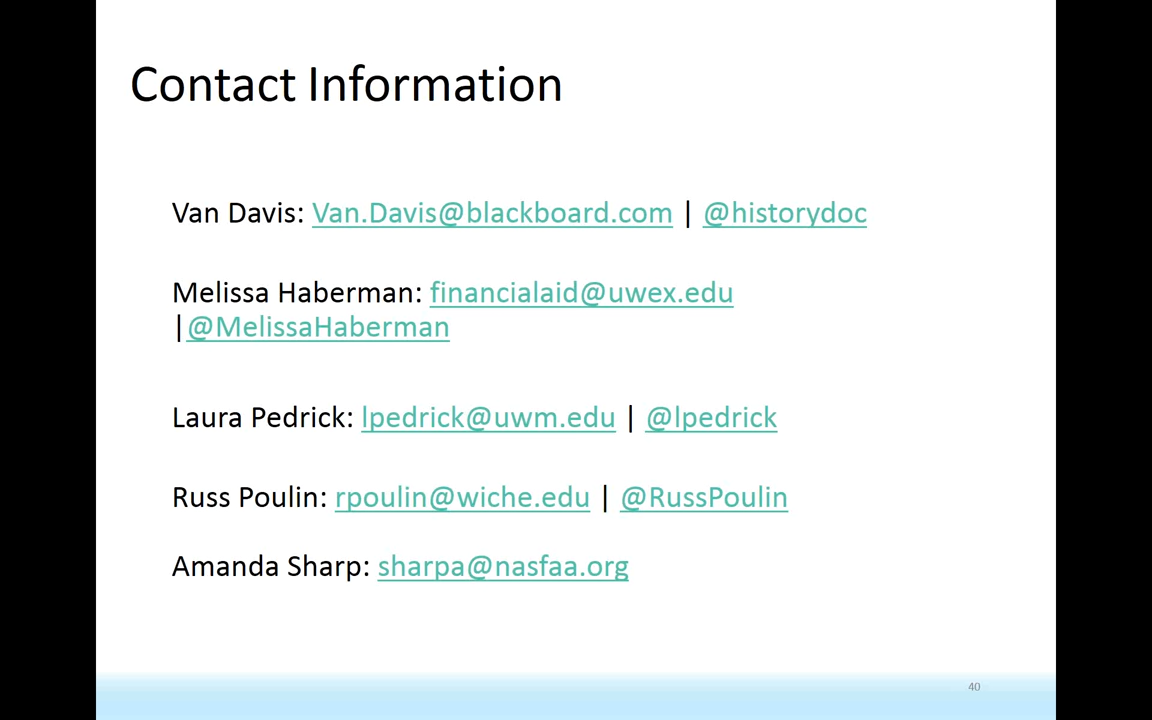 Contact Information
Van Davis: Van.Davis@blackboard.com | @historydoc
Melissa Haberman: financialaid@uwex.edu
|@MelissaHaberman
Laura Pedrick: lpedrick@uwm.edu | @lpedrick
Russ Poulin: rpoulin@wiche.edu | @RussPoulin
Amanda Sharp: sharpa@nasfaa.org
40